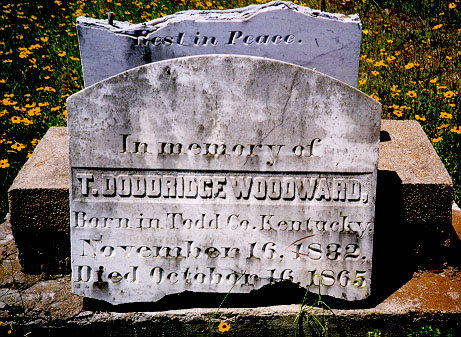 Rest in Peace.
In memory of
T. DODDRIDGE WOODWARD,
Born in Todd Co. Kentucky,
November 16, 1832.
Died October 16, 1865